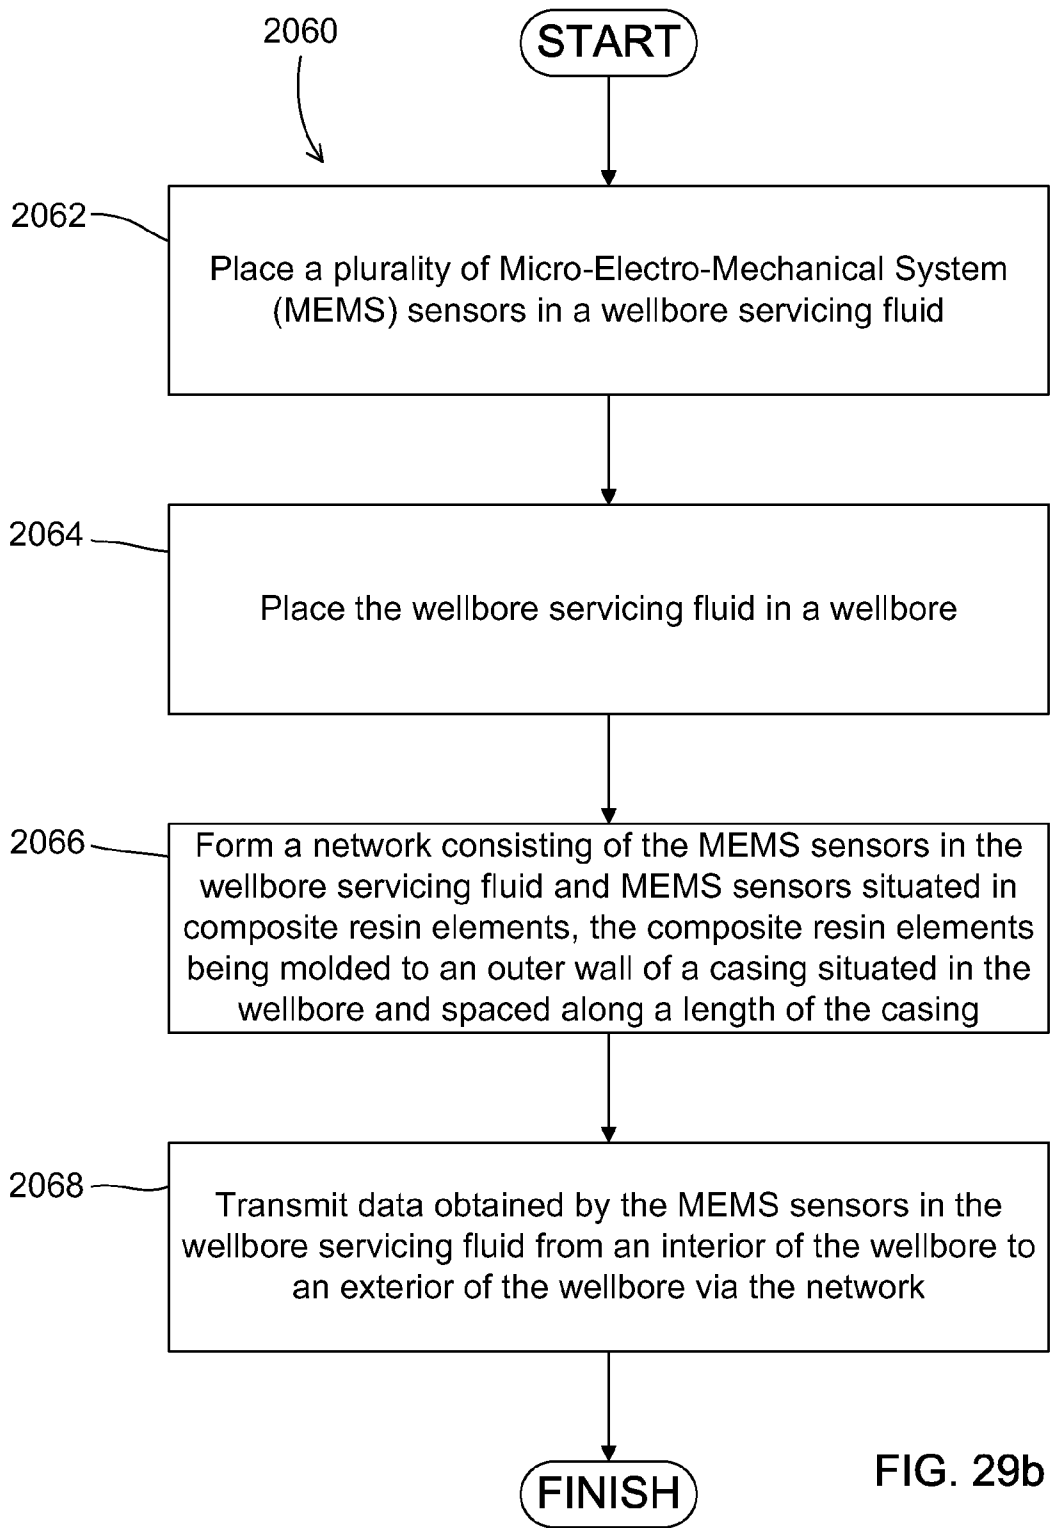 2060
START
2062
Place a plurality of Micro-Electro-Mechanical System
(MEMS) sensors in a wellbore servicing fluid
2064
Place the wellbore servicing fluid in a wellbore
2066
Form a network consisting of the MEMS sensors in the
wellbore servicing fluid and MEMS sensors situated in
composite resin elements, the composite resin elements
being molded to an outer wall of a casing situated in the
wellbore and spaced along a length of the casing
2068
Transmit data obtained by the MEMS sensors in the
wellbore servicing fluid from an interior of the wellbore to
an exterior of the wellbore via the network
FINISH
FIG. 29b